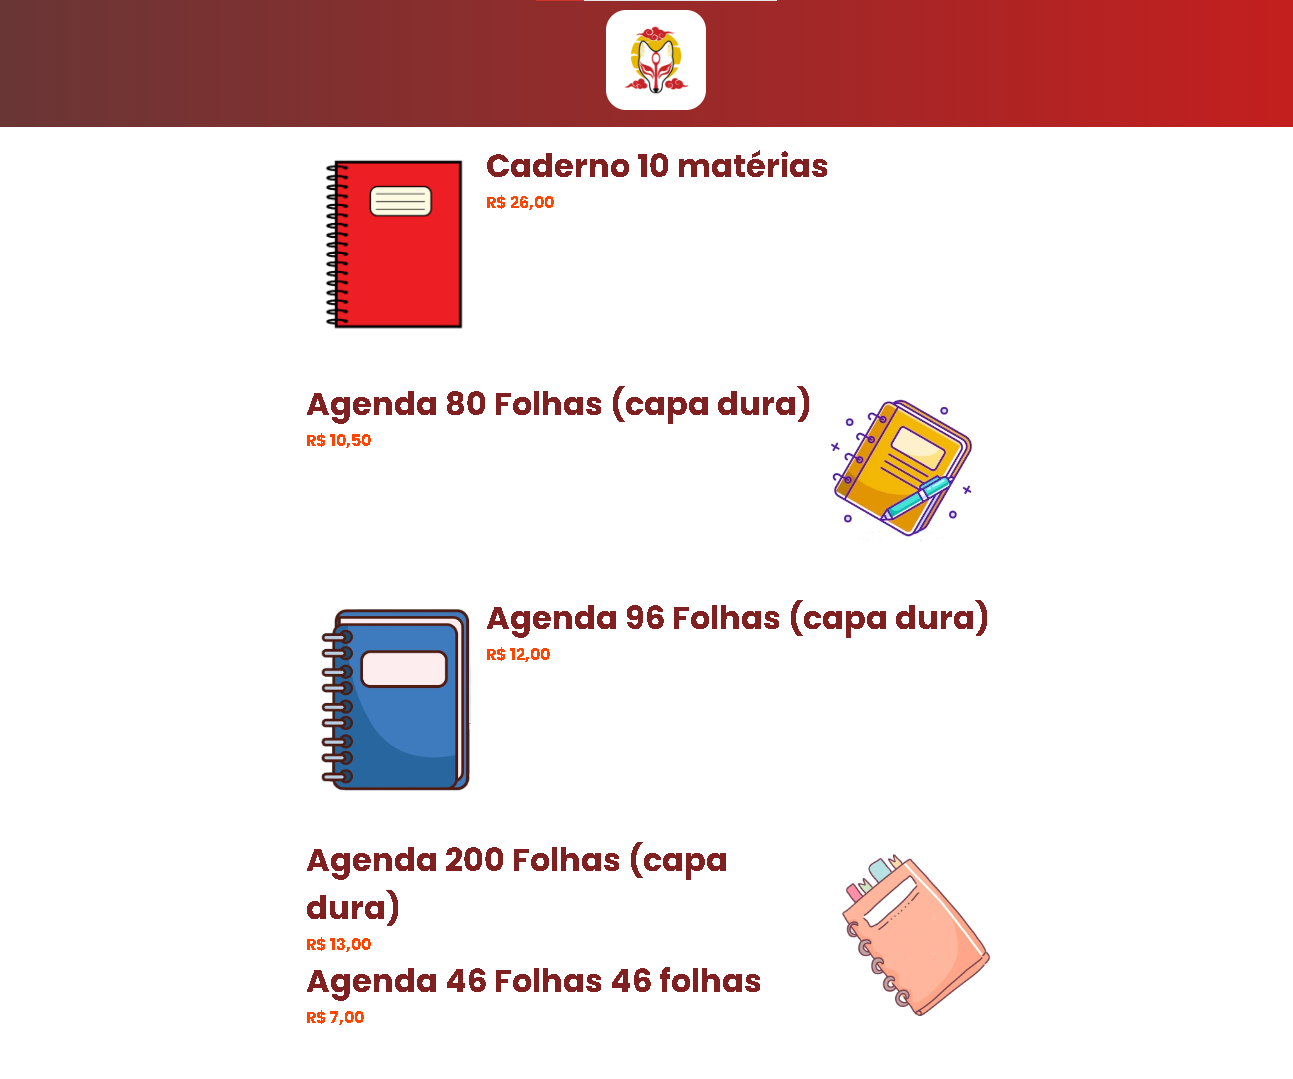 Caderno 10 matérias
R$ 26,00
Agenda 80 Folhas (capa dura)
R$ 10,50
Agenda 96 Folhas (capa dura)
R$ 12,00
Agenda 200 Folhas (capa
dura)
R$ 13,00
Agenda 46 Folhas 46 folhas
R$ 7,00